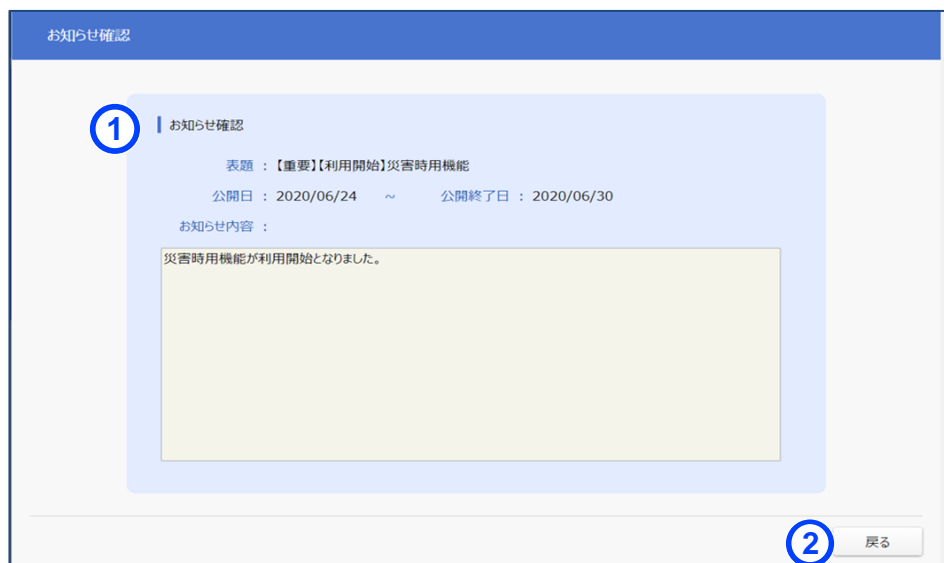 お知らせ確認
1
お知らせ確認
表題 : 【重要】【利用開始】災害時用機能
公開日 : 2020/06/24 ~ 公開終了日 : 2020/06/30
お知らせ内容 :
災害時用機能が利用開始となりました。
2 戻る